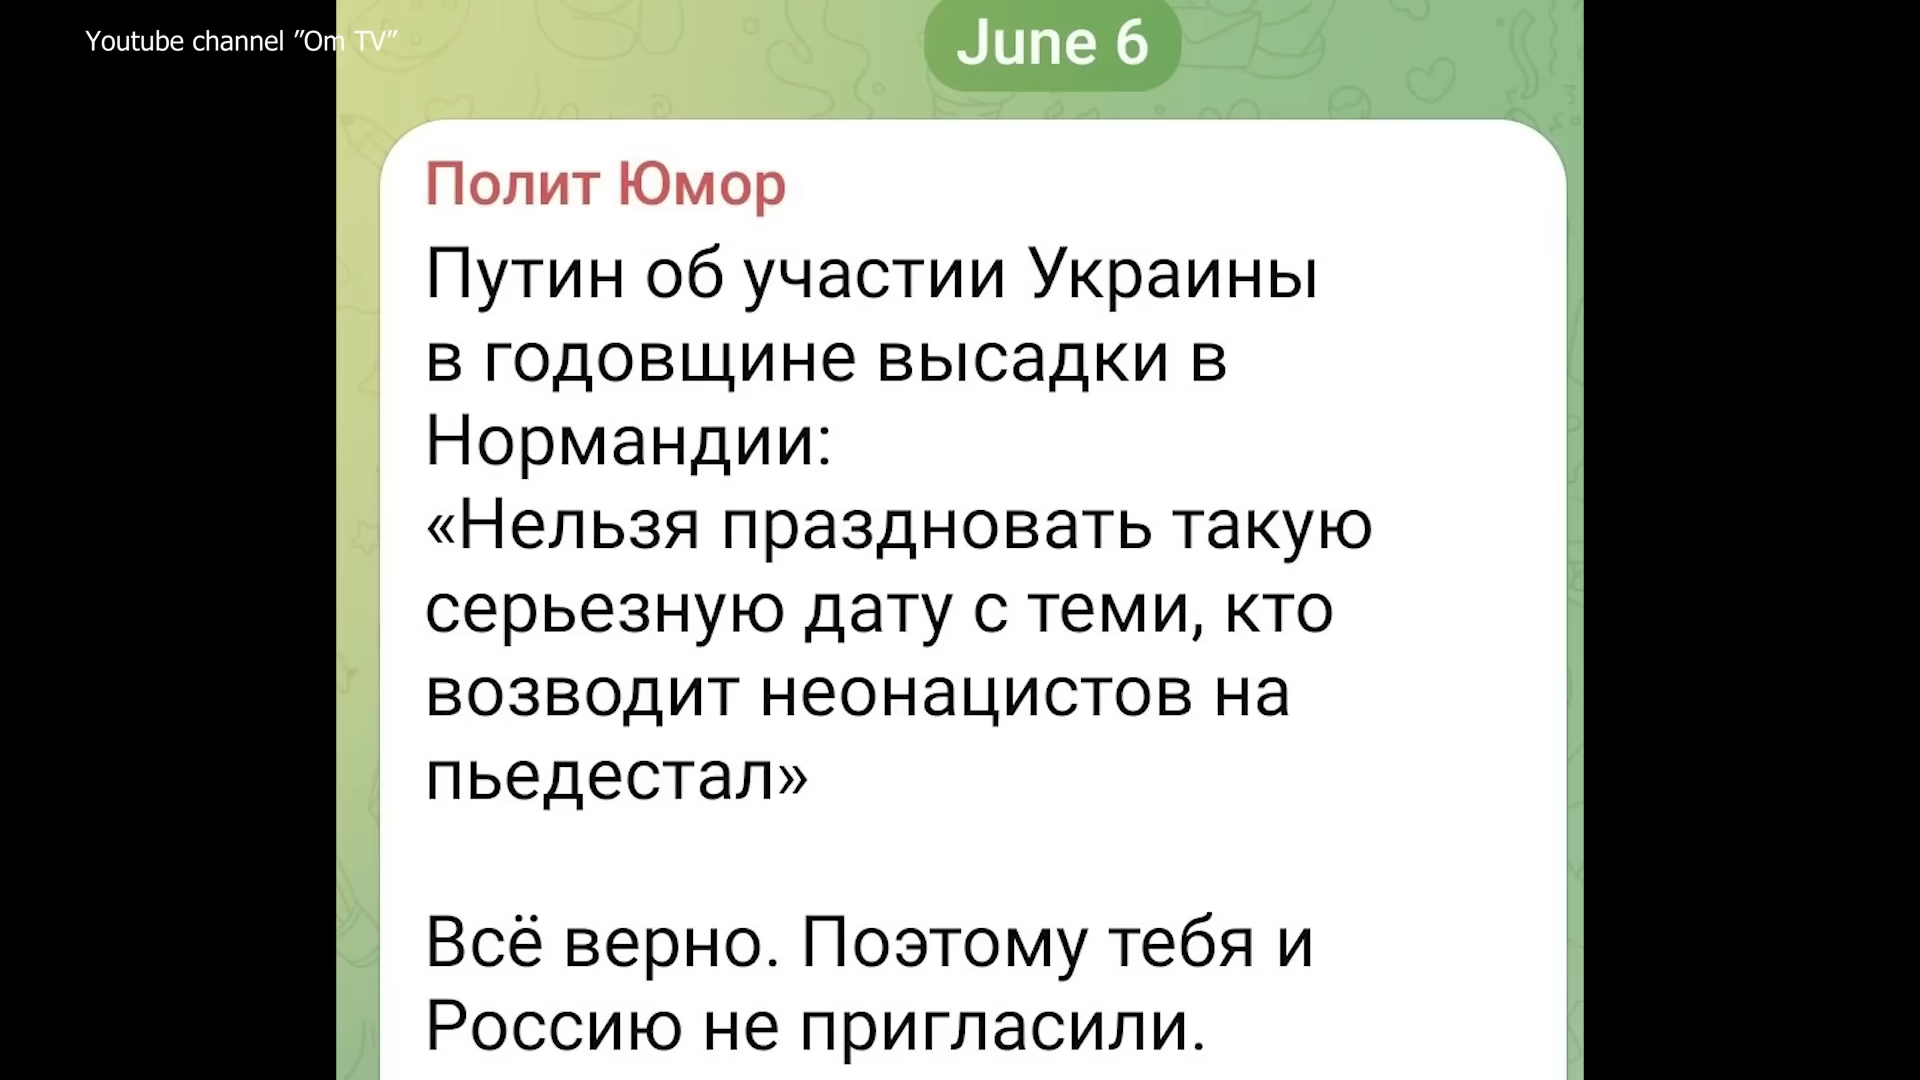 Youtube channel ”Om TV”
June 6
Полит Юмор
Путин об участии Украины
в годовщине высадки в
Нормандии:
«Нельзя праздновать такую
серьезную дату с теми, кто
возводит неонацистов на
пьедестал»
Всё верно. Поэтому тебя и
Россию не пригласили.